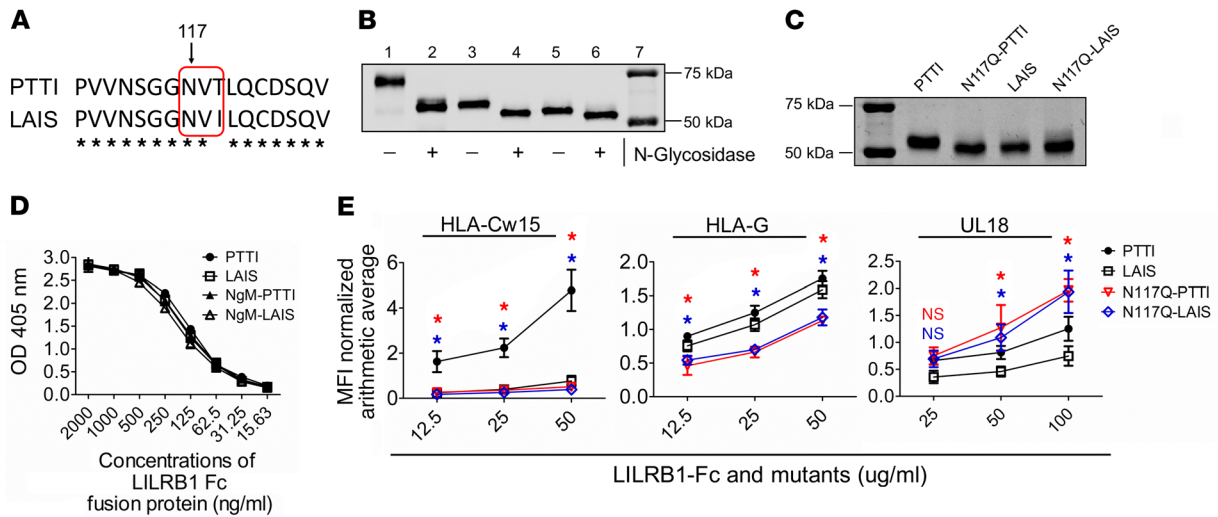 A
117
PTTI PVVNSGGNVTLQCDSQV
LAIS PVVNSGGNVILQCDSQV
* * * * * * * * * * * * * * * *
B
1 2 3 4 5 6 7
75 kDa
50 kDa
– + – + – + N-Glycosidase
C
PTTI
N117Q-PTTI
LAIS
N117Q-LAIS
75 kDa
50 kDa
D
OD 405 nm
3.0
2.5
2.0
1.5
1.0
0.5
0.0
PTTI
LAIS
NgM-PTTI
NgM-LAIS
2000 1000 500 250 125 62.5 31.25 15.63
Concentrations of
LILRB1 Fc
fusion protein (ng/ml)
E
MFI normalized
arithmetic average
HLA-Cw15
6
4
2
0
* * *
* * *
12.5 25 50
HLA-G
2.0
1.5
1.0
0.5
0.0
* * *
* * *
12.5 25 50
UL18
2.5
2.0
1.5
1.0
0.5
0.0
NS * *
NS * *
25 50 100
PTTI
LAIS
N117Q-PTTI
N117Q-LAIS
LILRB1-Fc and mutants (ug/ml)